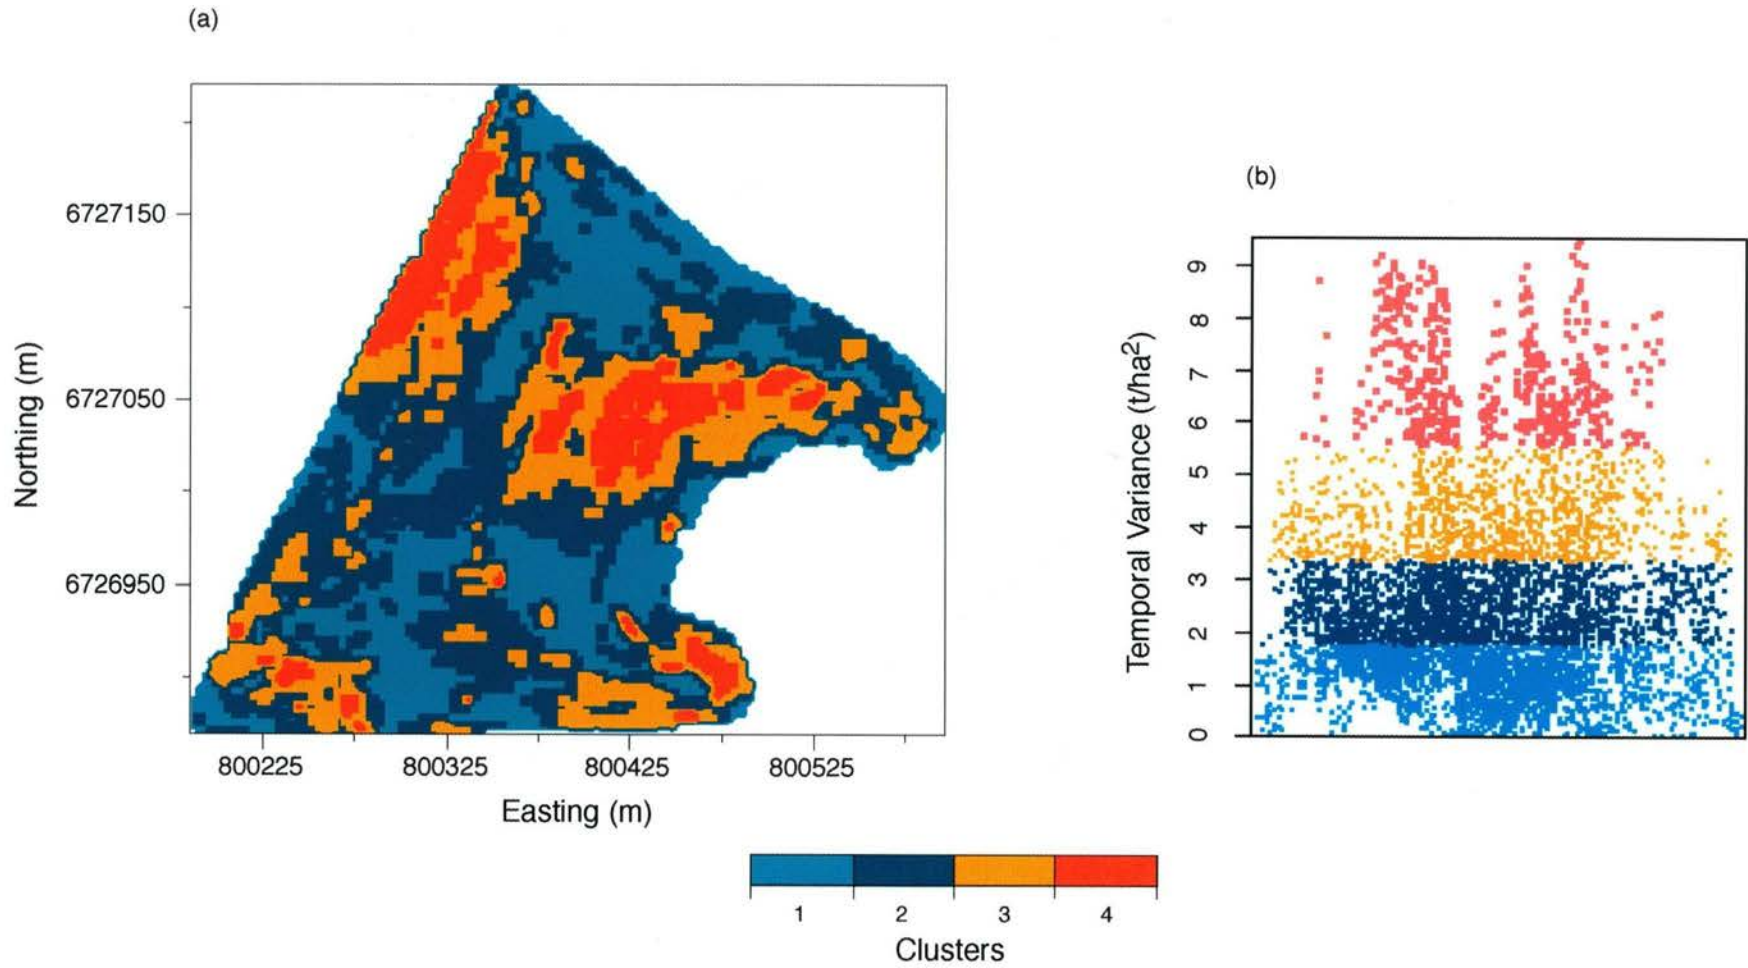 (a)
6727150
6727050
6726950
Northing (m)
800225 800325 800425 800525
Easting (m)
(b)
9
8
7
6
5
4
3
2
1
0
Temporal Variance (t/ha²)
1 2 3 4
Clusters